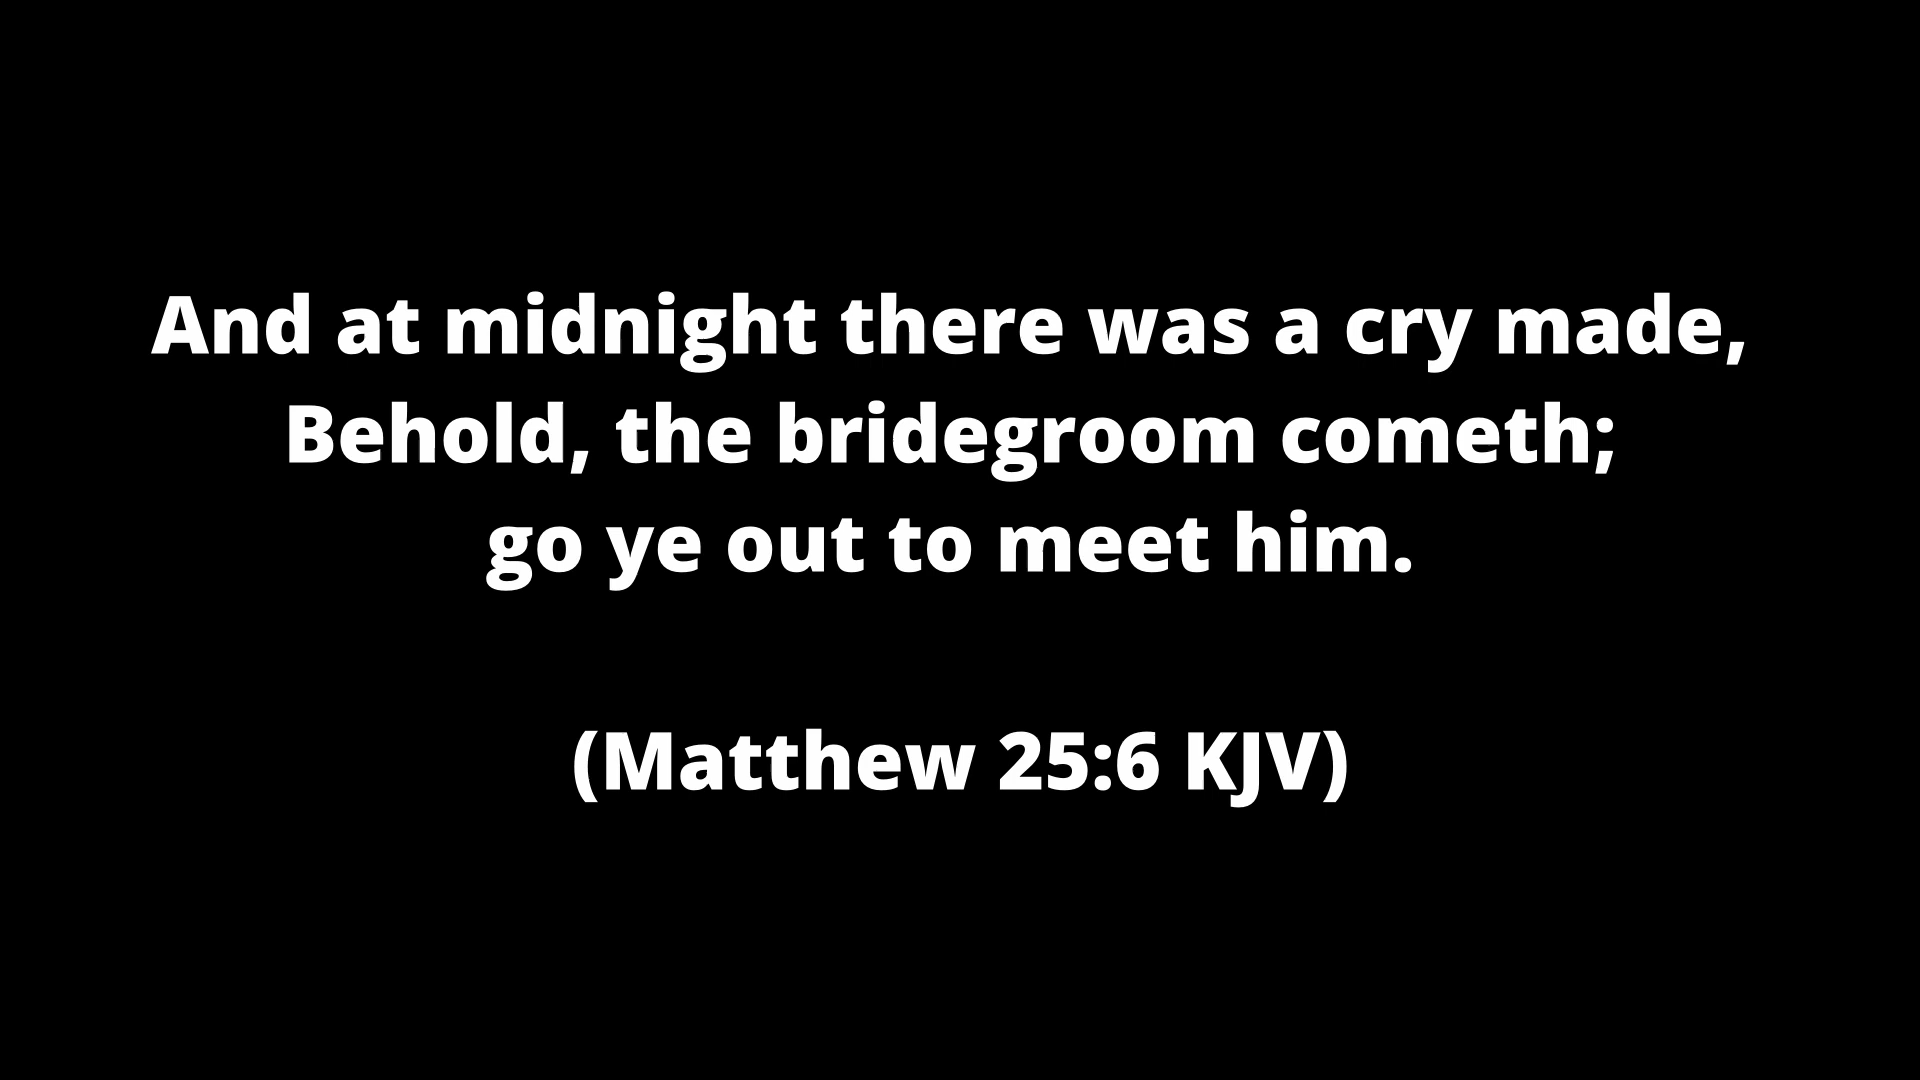 And at midnight there was a cry made,
Behold, the bridegroom cometh;
go ye out to meet him.
(Matthew 25:6 KJV)